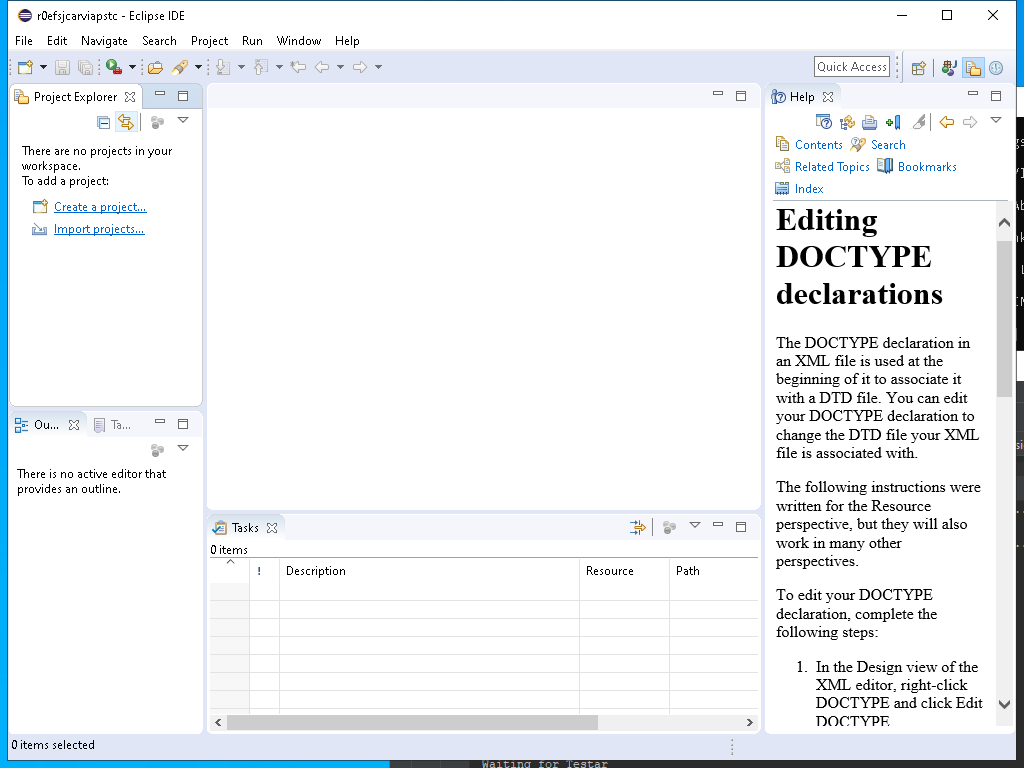 r0efsjcarviapstc - Eclipse IDE
File Edit Navigate Search Project Run Window Help
Quick Access
Project Explorer
There are no projects in your
workspace.
To add a project:
Create a project...
Import projects...
Ou...
Ta...
There is no active editor that
provides an outline.
Tasks
0 items
! Description Resource Path
Help
Contents Search
Related Topics Bookmarks
Index
Editing
DOCTYPE
declarations
The DOCTYPE declaration in
an XML file is used at the
beginning of it to associate it
with a DTD file. You can edit
your DOCTYPE declaration to
change the DTD file your XML
file is associated with.
The following instructions were
written for the Resource
perspective, but they will also
work in many other
perspectives.
To edit your DOCTYPE
declaration, complete the
following steps:
1. In the Design view of the
XML editor, right-click
DOCTYPE and click Edit
DOCTYPE
0 items selected
Waiting for Testar